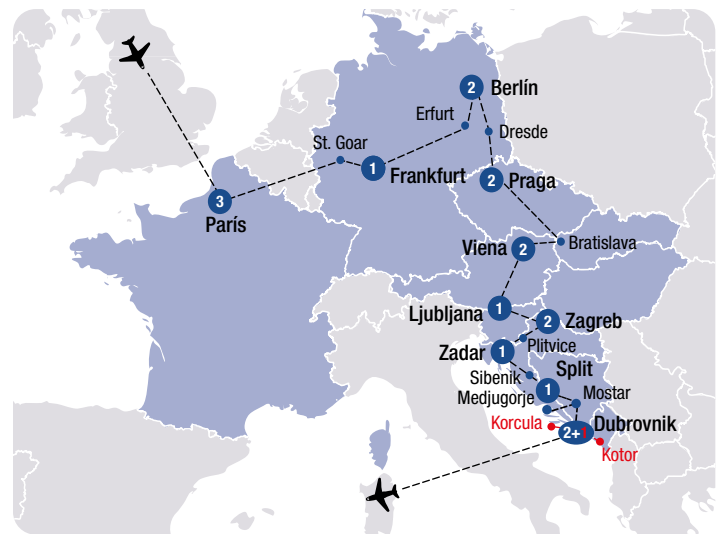 2
Berlín
Erfurt
Dresde
St. Goar
1
Frankfurt
2
Praga
3
París
Bratislava
Viena
2
Ljubljana
1
2
Zagreb
Plitvice
Zadar
1
Split
Sibenik
1
Medjugorje
Mostar
Korcula
2+1
Dubrovnik
Kotor